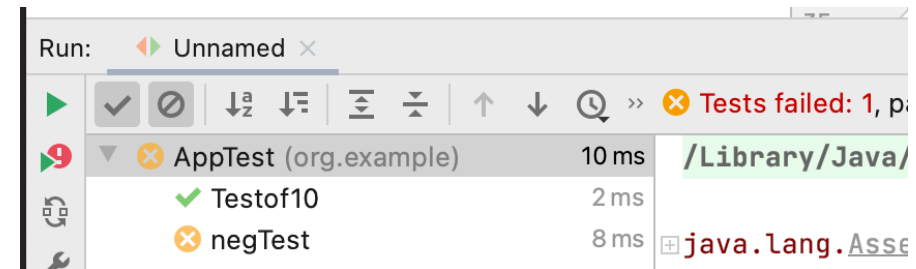 Run: Unnamed
Tests failed: 1,
AppTest (org.example) 10 ms /Library/Java/
Testof10 2 ms
negTest 8 ms java.lang.Asse